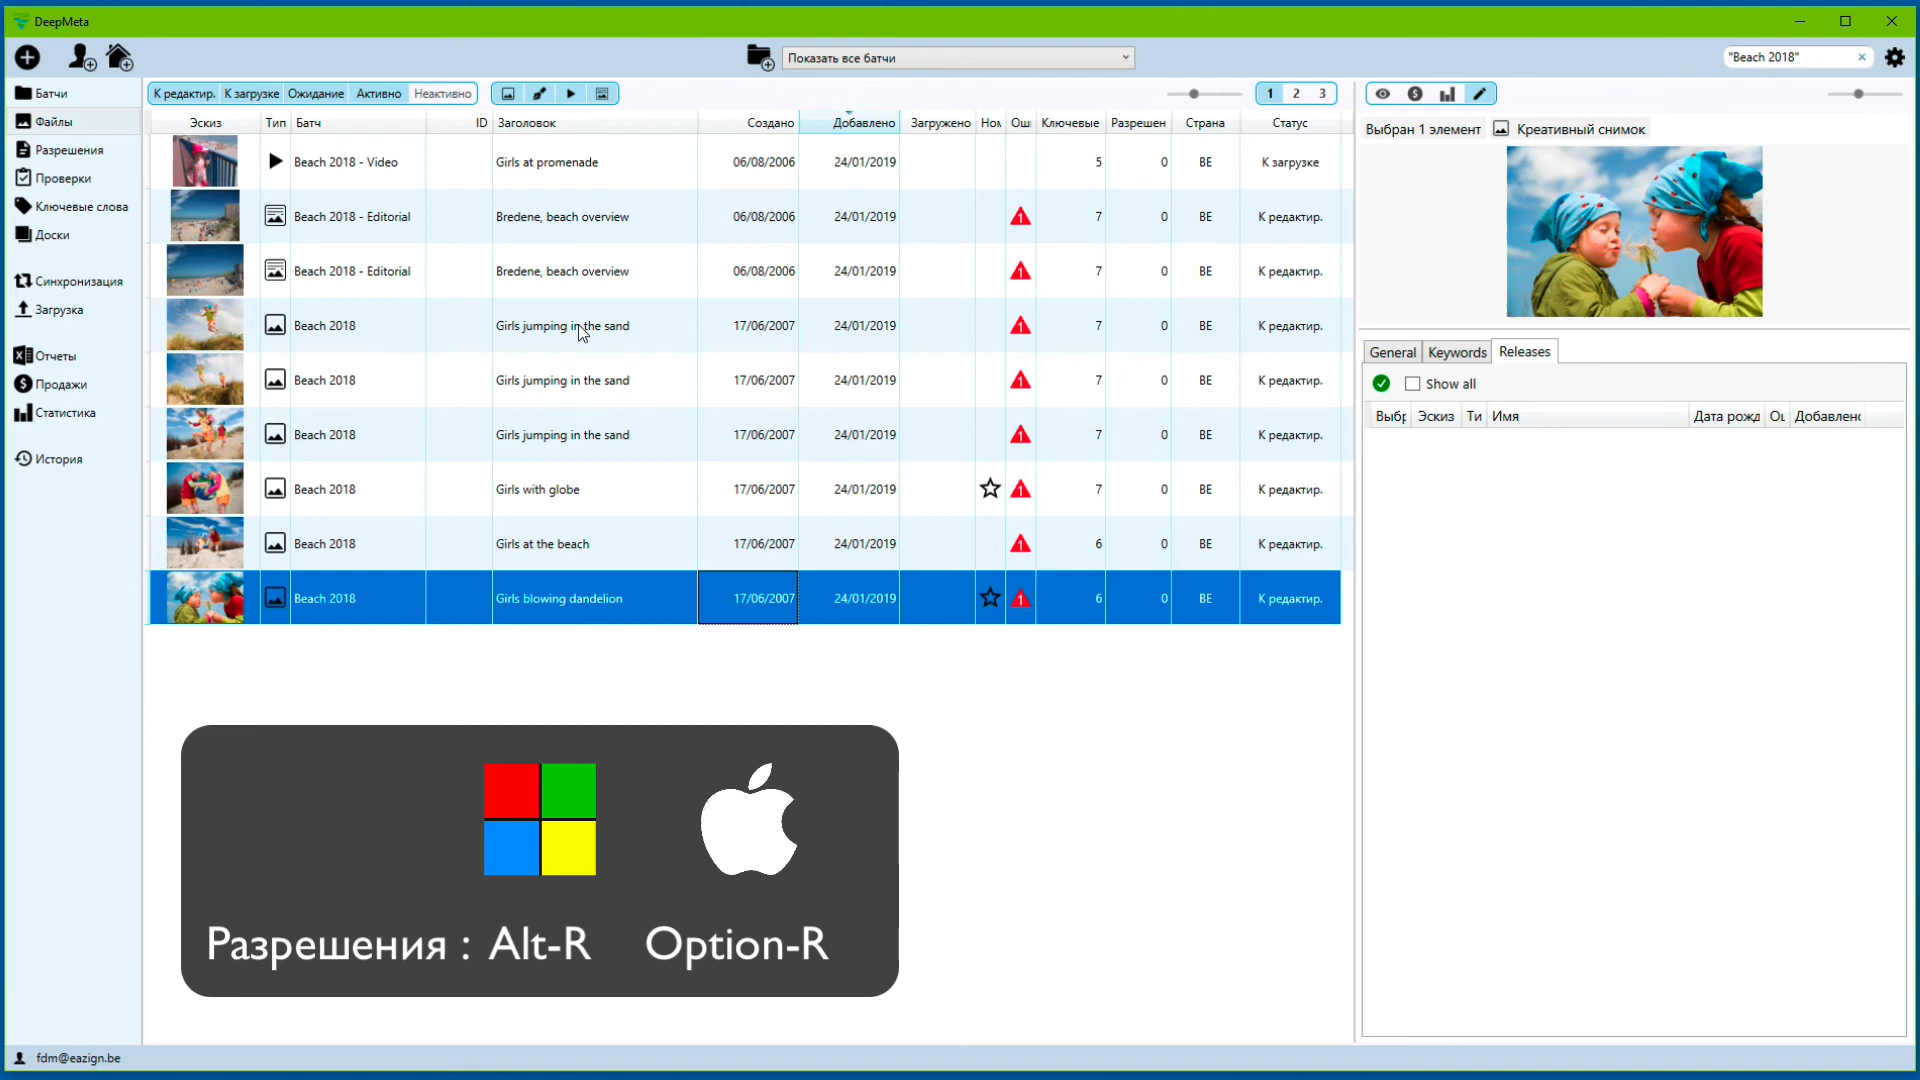 DeepMeta
Показать все батчи
"Beach 2018"
Батчи
Файлы
Разрешения
Проверки
Ключевые слова
Доски
Синхронизация
Загрузка
Отчеты
Продажи
Статистика
История
К редактир. К загрузке Ожидание Активно Неактивно
1 2 3
Эскиз Тип Батч ID Заголовок Создано Добавлено Загружено Ном Ош Ключевые Разрешен Страна Статус
Beach 2018 - Video Girls at promenade 06/08/2006 24/01/2019 5 0 BE К загрузке
Beach 2018 - Editorial Bredene, beach overview 06/08/2006 24/01/2019 1 7 0 BE К редактир.
Beach 2018 - Editorial Bredene, beach overview 06/08/2006 24/01/2019 1 7 0 BE К редактир.
Beach 2018 Girls jumping in the sand 17/06/2007 24/01/2019 1 7 0 BE К редактир.
Beach 2018 Girls jumping in the sand 17/06/2007 24/01/2019 1 7 0 BE К редактир.
Beach 2018 Girls jumping in the sand 17/06/2007 24/01/2019 1 7 0 BE К редактир.
Beach 2018 Girls with globe 17/06/2007 24/01/2019 1 7 0 BE К редактир.
Beach 2018 Girls at the beach 17/06/2007 24/01/2019 1 6 0 BE К редактир.
Beach 2018 Girls blowing dandelion 17/06/2007 24/01/2019 1 6 0 BE К редактир.
Выбран 1 элемент Креативный снимок
General Keywords Releases
Show all
Выбр Эскиз Ти Имя Дата рожд Добавлено
Разрешения : Alt-R Option-R
fdm@eazign.be